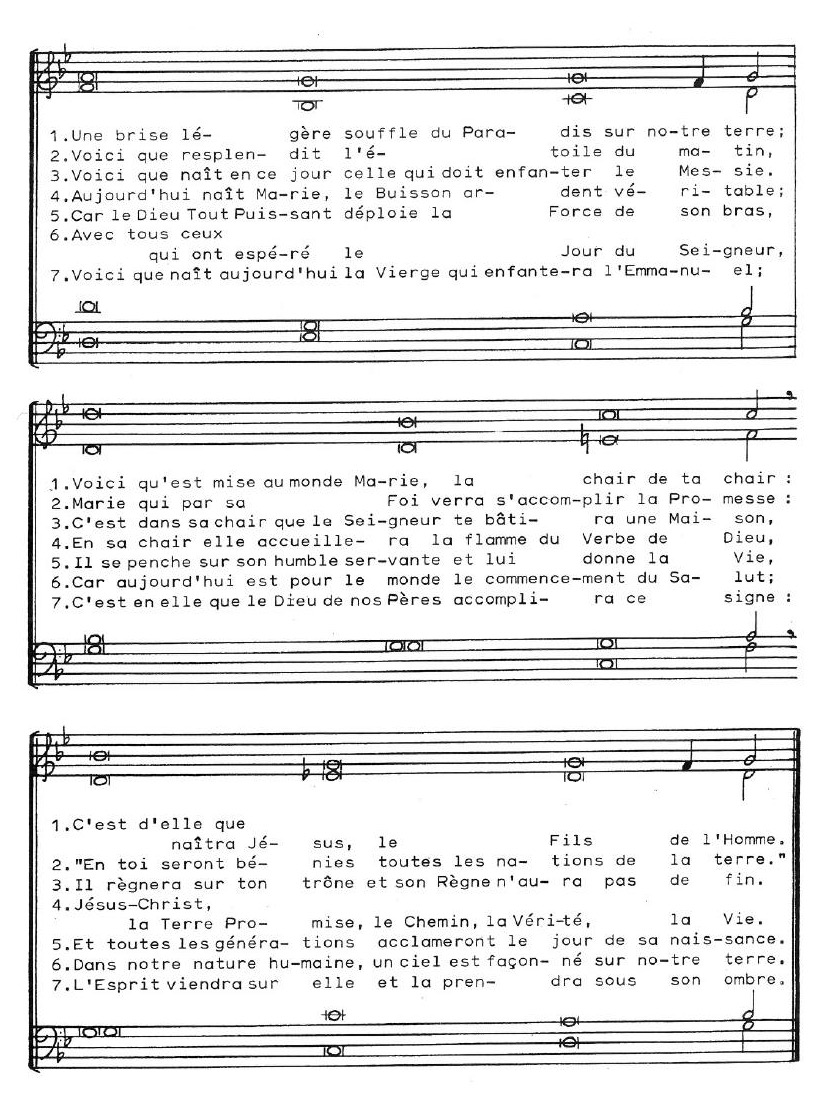 1.Une brise lé- gère souffle du Para- dis sur no-tre terre;
2.Voici que resplen- dit l'é- toile du ma- tin,
3.Voici que naît en ce jour celle qui doit enfan-ter le Mes- sie.
4.Aujourd'hui naît Ma-rie, le Buisson ar- dent vé- ri- table;
5.Car le Dieu Tout Puis-sant déploie la Force de son bras,
6.Avec tous ceux
qui ont espé-ré le Jour du Sei-gneur,
7.Voici que naît aujourd'hui la Vierge qui enfante-ra l'Emma-nu- el;
1.Voici qu'est mise au monde Ma-rie, la chair de ta chair :
2.Marie qui par sa Foi verra s'accom-plir la Pro- messe :
3.C'est dans sa chair que le Sei-gneur te bâti- ra une Mai- son,
4.En sa chair elle accueille- ra la flamme du Verbe de Dieu,
5.Il se penche sur son humble ser-vante et lui donne la Vie,
6.Car aujourd'hui est pour le monde le commence-ment du Sa- lut;
7.C'est en elle que le Dieu de nos Pères accompli- ra ce signe :
1.C'est d'elle que
naîtra Jé- sus, le Fils de l'Homme.
2."En toi seront bé- nies toutes les na- tions de la terre."
3.Il règnera sur ton trône et son Règne n'au- ra pas de fin.
4.Jésus-Christ,
la Terre Pro- mise, le Chemin, la Véri-té, la Vie.
5.Et toutes les généra- tions acclameront le jour de sa nais-sance.
6.Dans notre nature hu-maine, un ciel est façon- né sur no-tre terre.
7.L'Esprit viendra sur elle et la pren- dra sous son ombre.